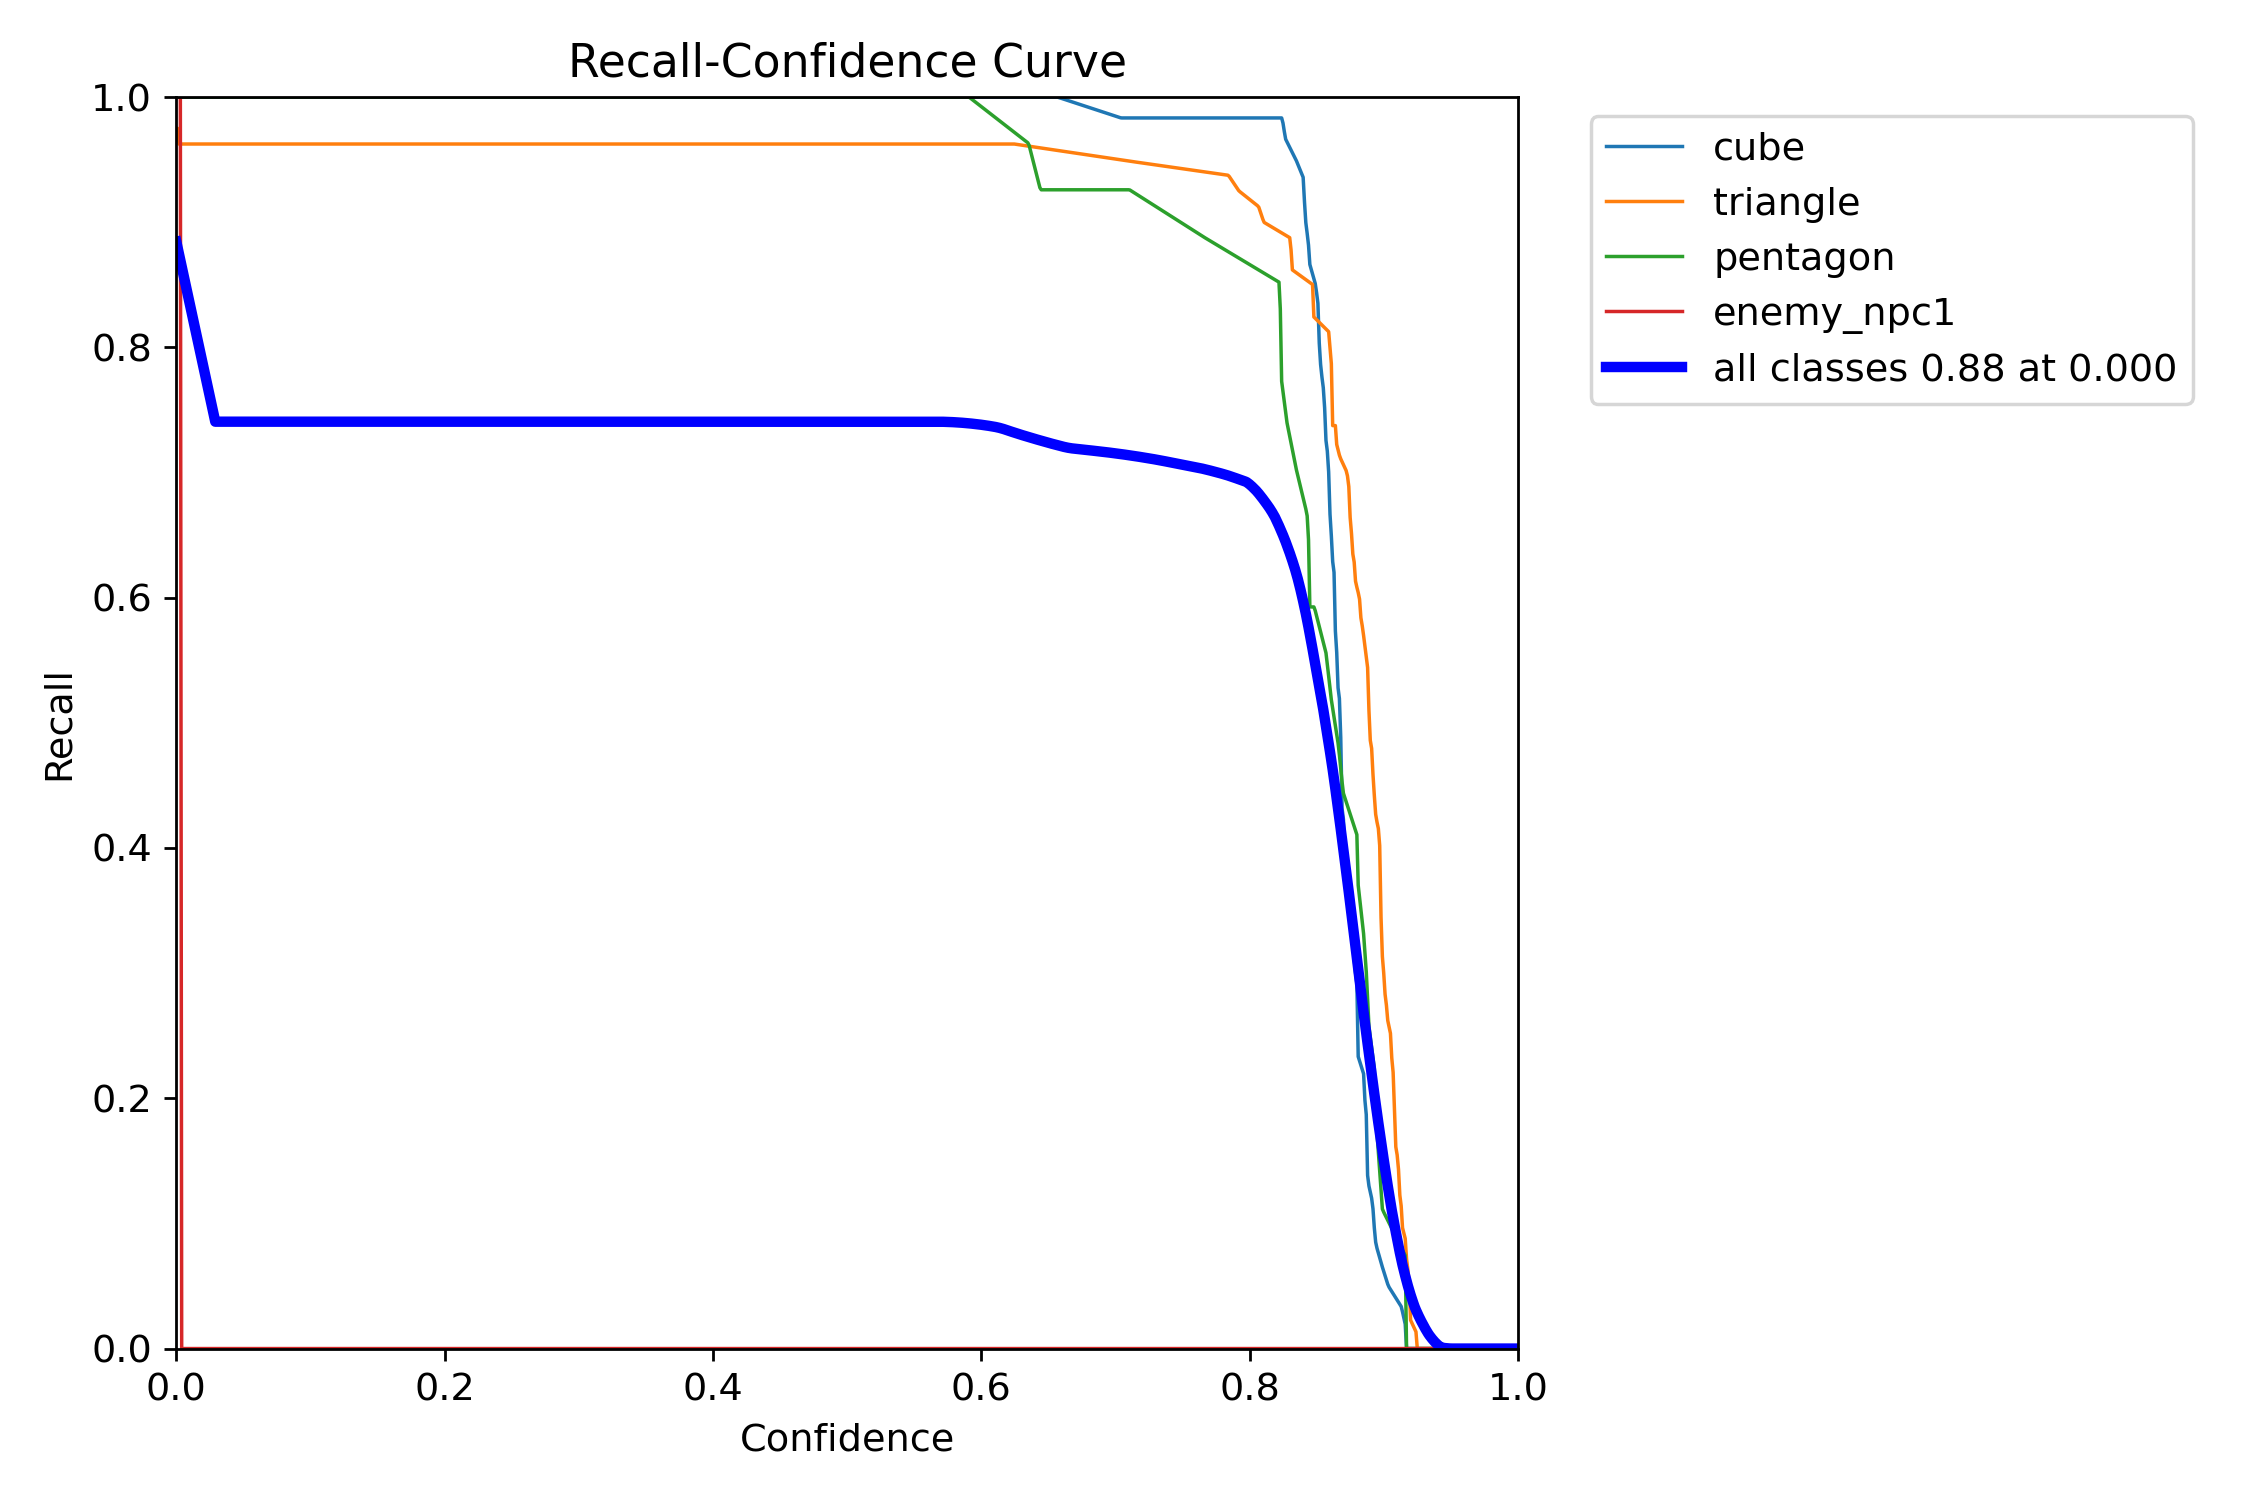 Recall-Confidence Curve
1.0
0.8
0.6
0.4
0.2
0.0
Recall
0.0 0.2 0.4 0.6 0.8 1.0
Confidence
cube
triangle
pentagon
enemy_npc1
all classes 0.88 at 0.000